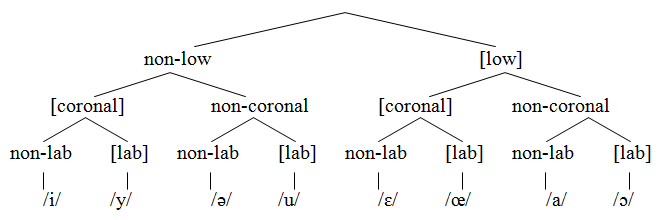 non-low [low]
[coronal] non-coronal [coronal] non-coronal
non-lab [lab] non-lab [lab] non-lab [lab] non-lab [lab]
/i/ /y/ /ə/ /u/ /ɛ/ /œ/ /a/ /ɔ/